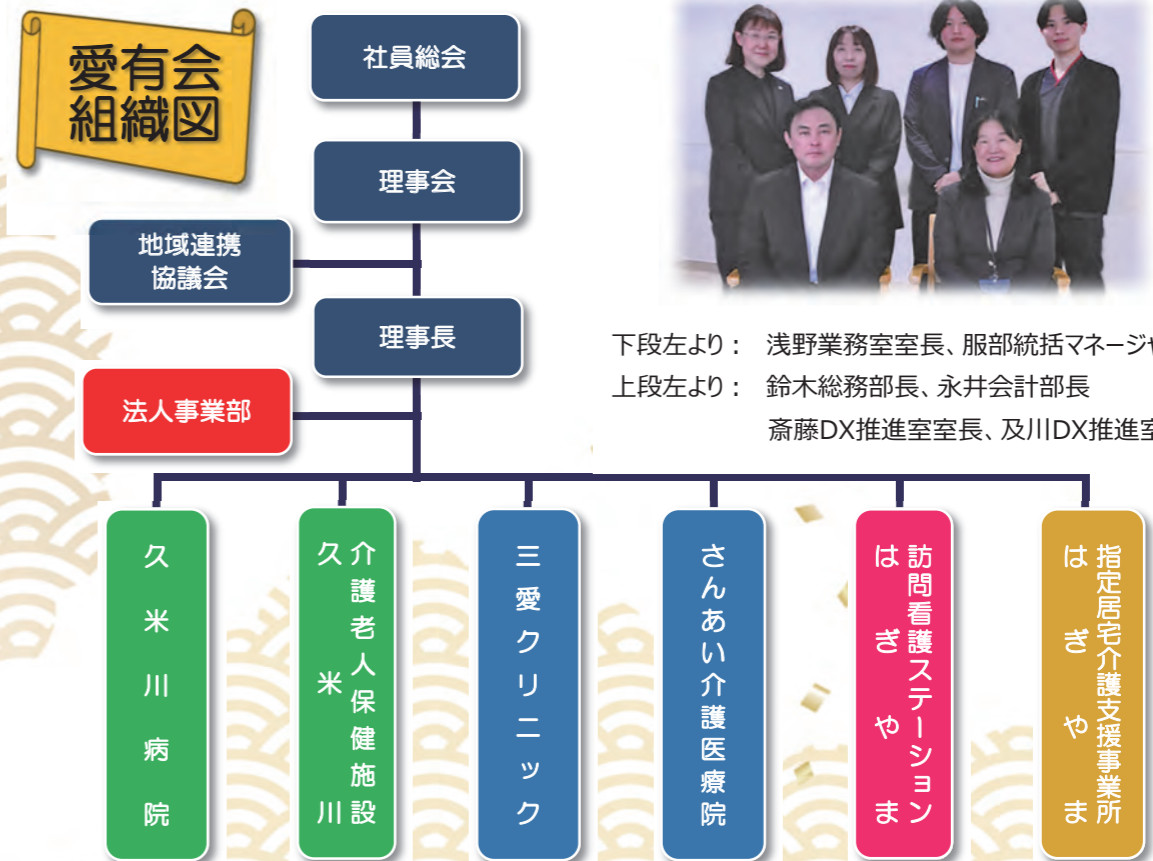 愛有会
組織図
社員総会
理事会
地域連携
協議会
理事長
法人事業部
下段左より： 浅野業務室室長、服部統括マネージャ
上段左より： 鈴木総務部長、永井会計部長
斎藤DX推進室室長、及川DX推進室
久米川病院
介護老人保健施設
久米川
三愛クリニック
さんあい介護医療院
訪問看護ステーション
はぎやま
指定居宅介護支援事業所
はぎやま